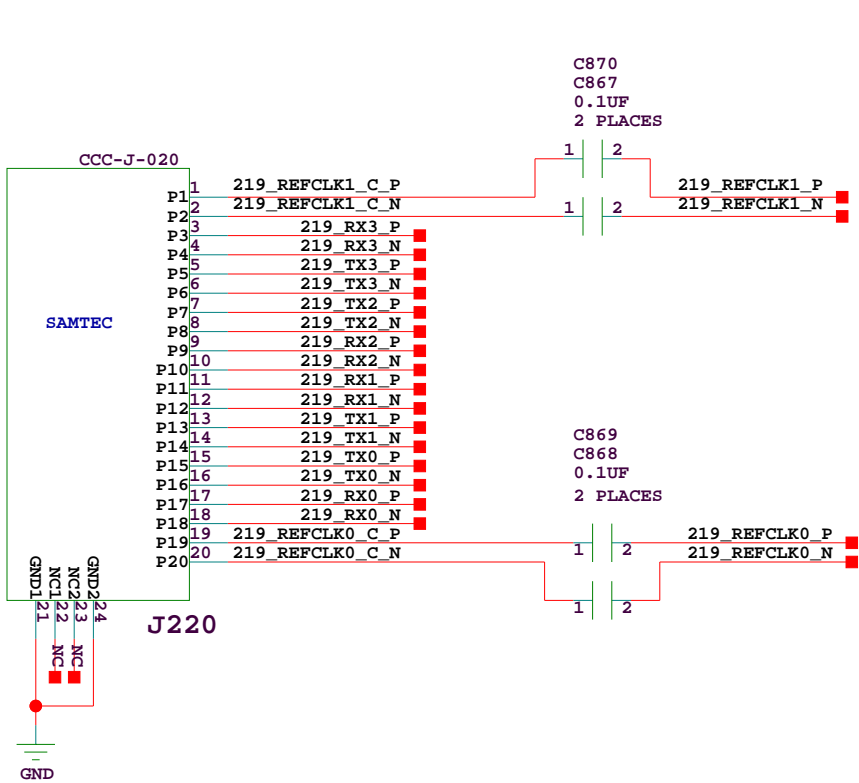 C870
C867
0.1UF
2 PLACES
1 2
CCC-J-020
P1 1 219_REFCLK1_C_P 219_REFCLK1_P
P2 2 219_REFCLK1_C_N 1 2 219_REFCLK1_N
P3 3 219_RX3_P
P4 4 219_RX3_N
P5 5 219_TX3_P
P6 6 219_TX3_N
P7 7 219_TX2_P
SAMTEC
P8 8 219_TX2_N
P9 9 219_RX2_P
P10 10 219_RX2_N
P11 11 219_RX1_P
P12 12 219_RX1_N
P13 13 219_TX1_P
P14 14 219_TX1_N
P15 15 219_TX0_P
P16 16 219_TX0_N
P17 17 219_RX0_P
P18 18 219_RX0_N
C869
C868
0.1UF
2 PLACES
P19 19 219_REFCLK0_C_P 1 2 219_REFCLK0_P
P20 20 219_REFCLK0_C_N 219_REFCLK0_N
1 2
GND1 21
NC1 22 NC
NC2 23 NC
GND2 24
J220
GND